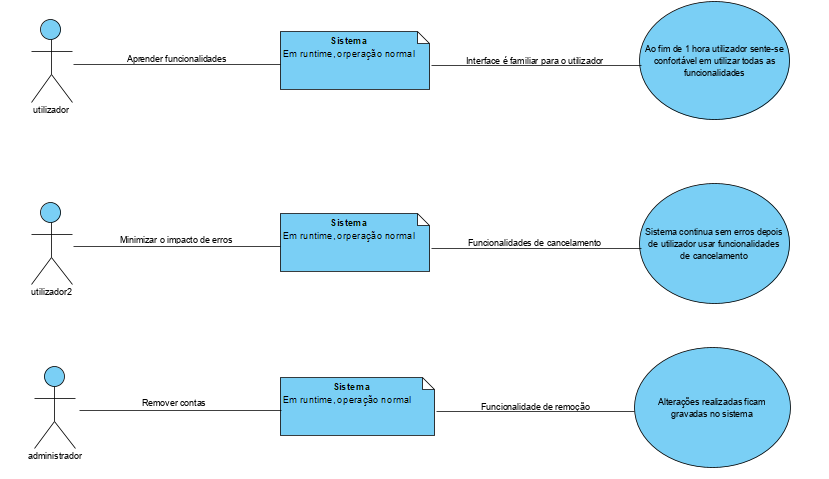 Aprender funcionalidades
Sistema
Em runtime, orperação normal
Interface é familiar para o utilizador
Ao fim de 1 hora utilizador sente-se
confortável em utilizar todas as
funcionalidades
utilizador
Minimizar o impacto de erros
Sistema
Em runtime, orperação normal
Funcionalidades de cancelamento
Sistema continua sem erros depois
de utilizador usar funcionalidades
de cancelamento
utilizador2
Remover contas
Sistema
Em runtime, operação normal
Funcionalidade de remoção
Alterações realizadas ficam
gravadas no sistema
administrador